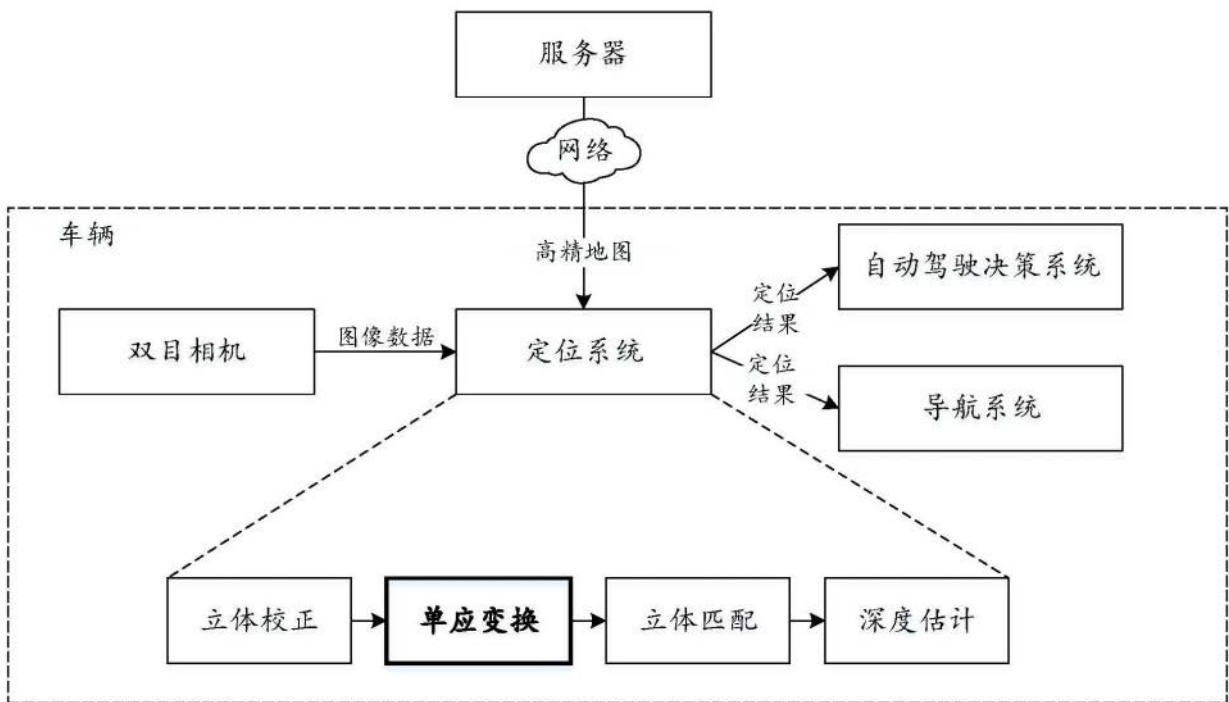 服务器
网络
车辆
高精地图
自动驾驶决策系统
定位
结果
双目相机
图像数据
定位系统
定位
结果
导航系统
立体校正
单应变换
立体匹配
深度估计